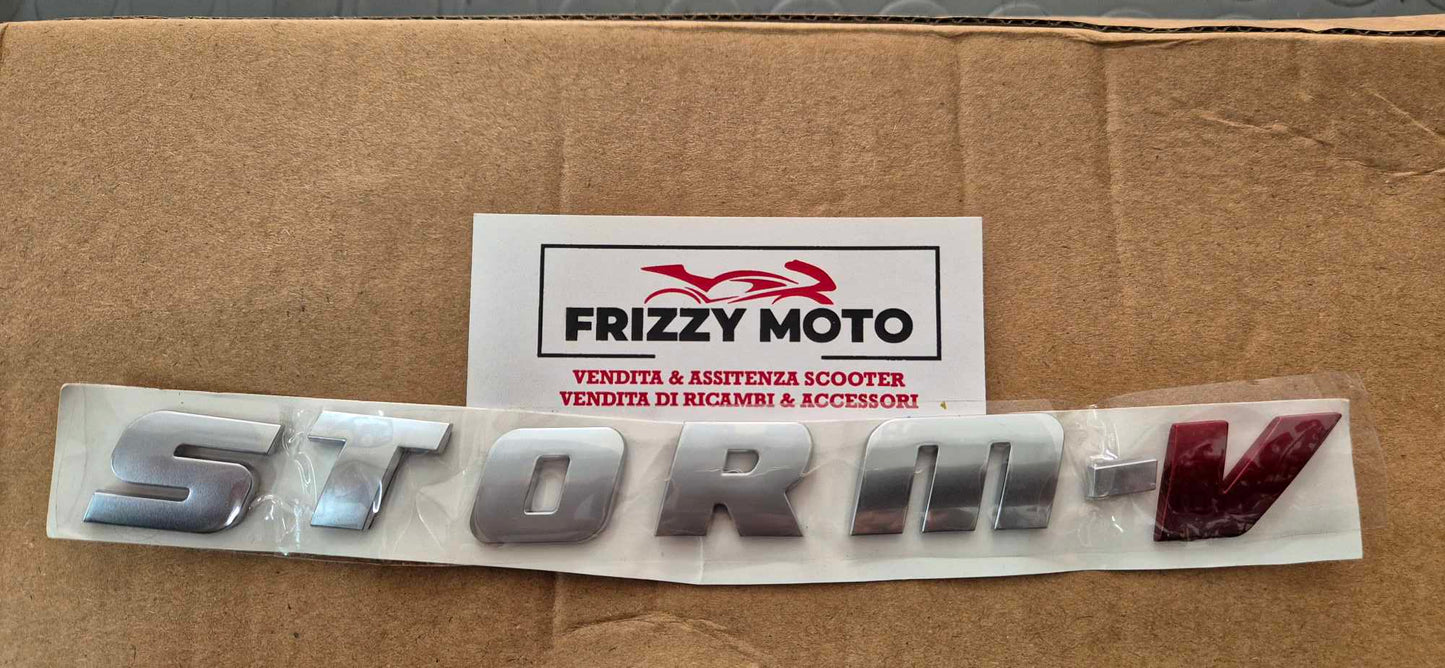 FRIZZY MOTO
VENDITA & ASSITENZA SCOOTER
VENDITA DI RICAMBI & ACCESSORI
STORM-V